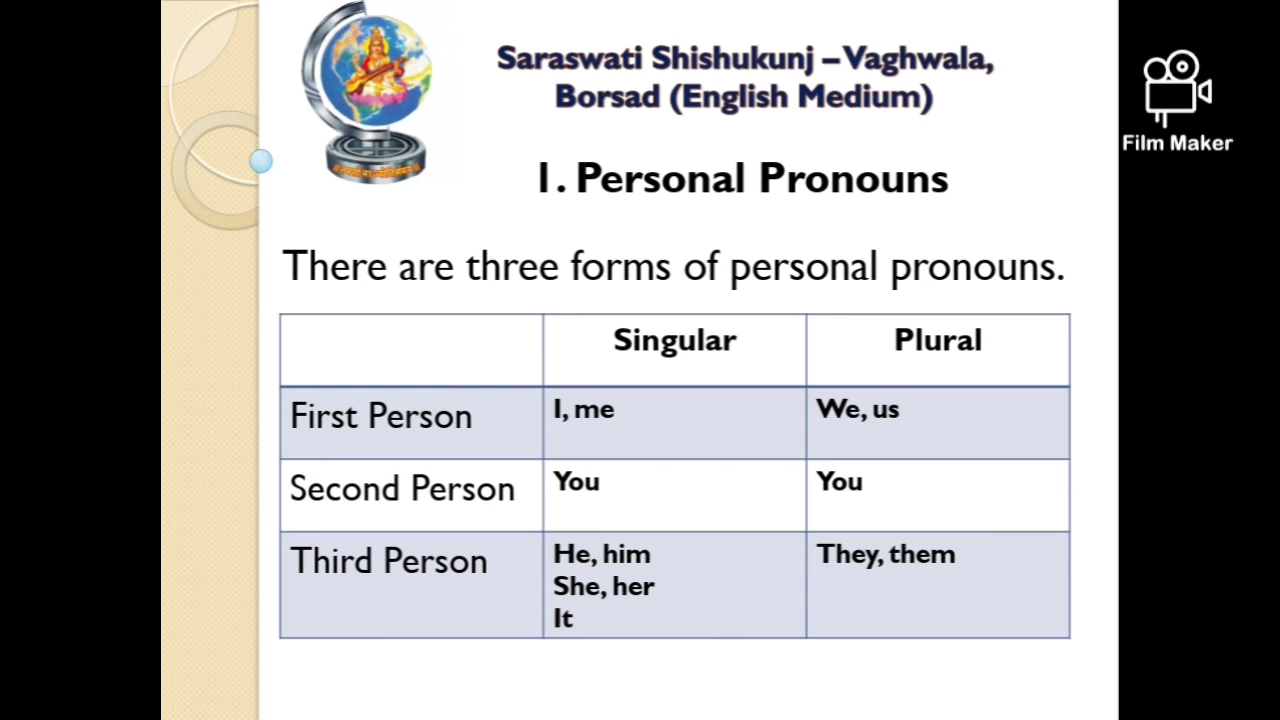 Saraswati Shishukunj – Vaghwala,
Borsad (English Medium)
Film Maker
1. Personal Pronouns
There are three forms of personal pronouns.
Singular Plural
First Person I, me We, us
Second Person You You
Third Person He, him They, them
She, her
It